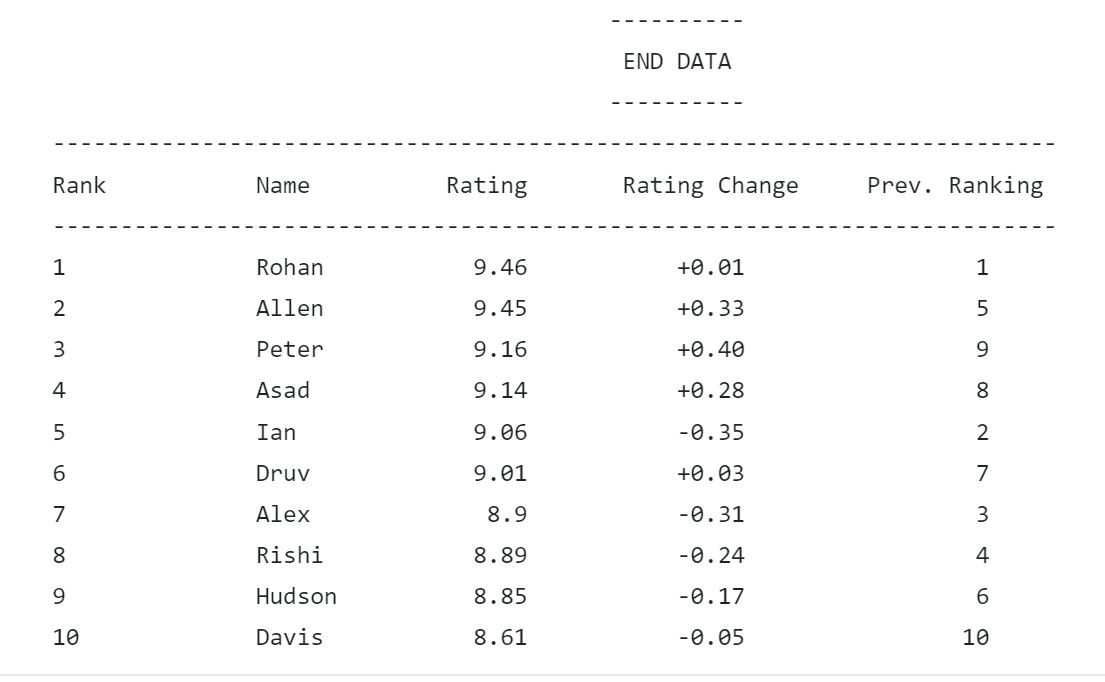 ----------
END DATA
----------
--------------------------------------------------------------------------
Rank Name Rating Rating Change Prev. Ranking
--------------------------------------------------------------------------
1 Rohan 9.46 +0.01 1
2 Allen 9.45 +0.33 5
3 Peter 9.16 +0.40 9
4 Asad 9.14 +0.28 8
5 Ian 9.06 -0.35 2
6 Druv 9.01 +0.03 7
7 Alex 8.9 -0.31 3
8 Rishi 8.89 -0.24 4
9 Hudson 8.85 -0.17 6
10 Davis 8.61 -0.05 10